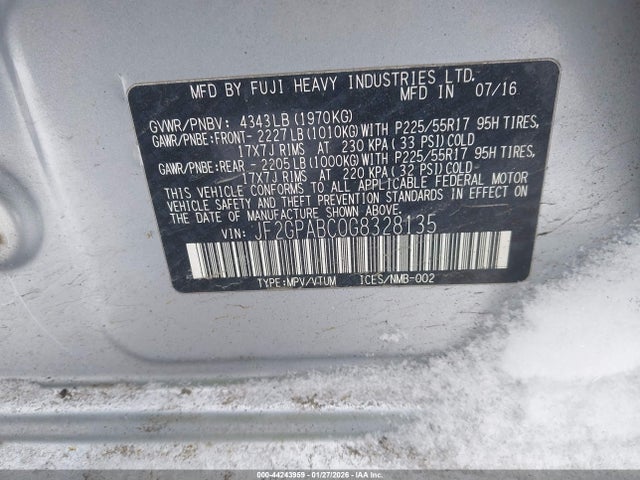 MFD BY FUJI HEAVY INDUSTRIES LTD.
MADE IN 07/16
GVWR/PNBV: 4343LB(1970KG)
GAWR/PNBE:FRONT- 2227LB(1010KG)WITH P225/55R17 95H TIRES,
17X7J RIMS AT 230 KPA(33 PSI)COLD
GAWR/PNBE:REAR - 2205LB(1000KG)WITH P225/55R17 95H TIRES,
17X7J RIMS AT 220 KPA(32 PSI)COLD
THIS VEHICLE CONFORMS TO ALL APPLICABLE FEDERAL MOTOR
VEHICLE SAFETY AND THEFT PREVENTION STANDARDS IN EFFECT ON
THE DATE OF MANUFACTURE SHOWN ABOVE.
VIN: JF2GPABC0G8328135
TYPE:MPV/VTUM ICES/NMB-002
000-44243959 - 01/27/2026 - © IAA, LLC